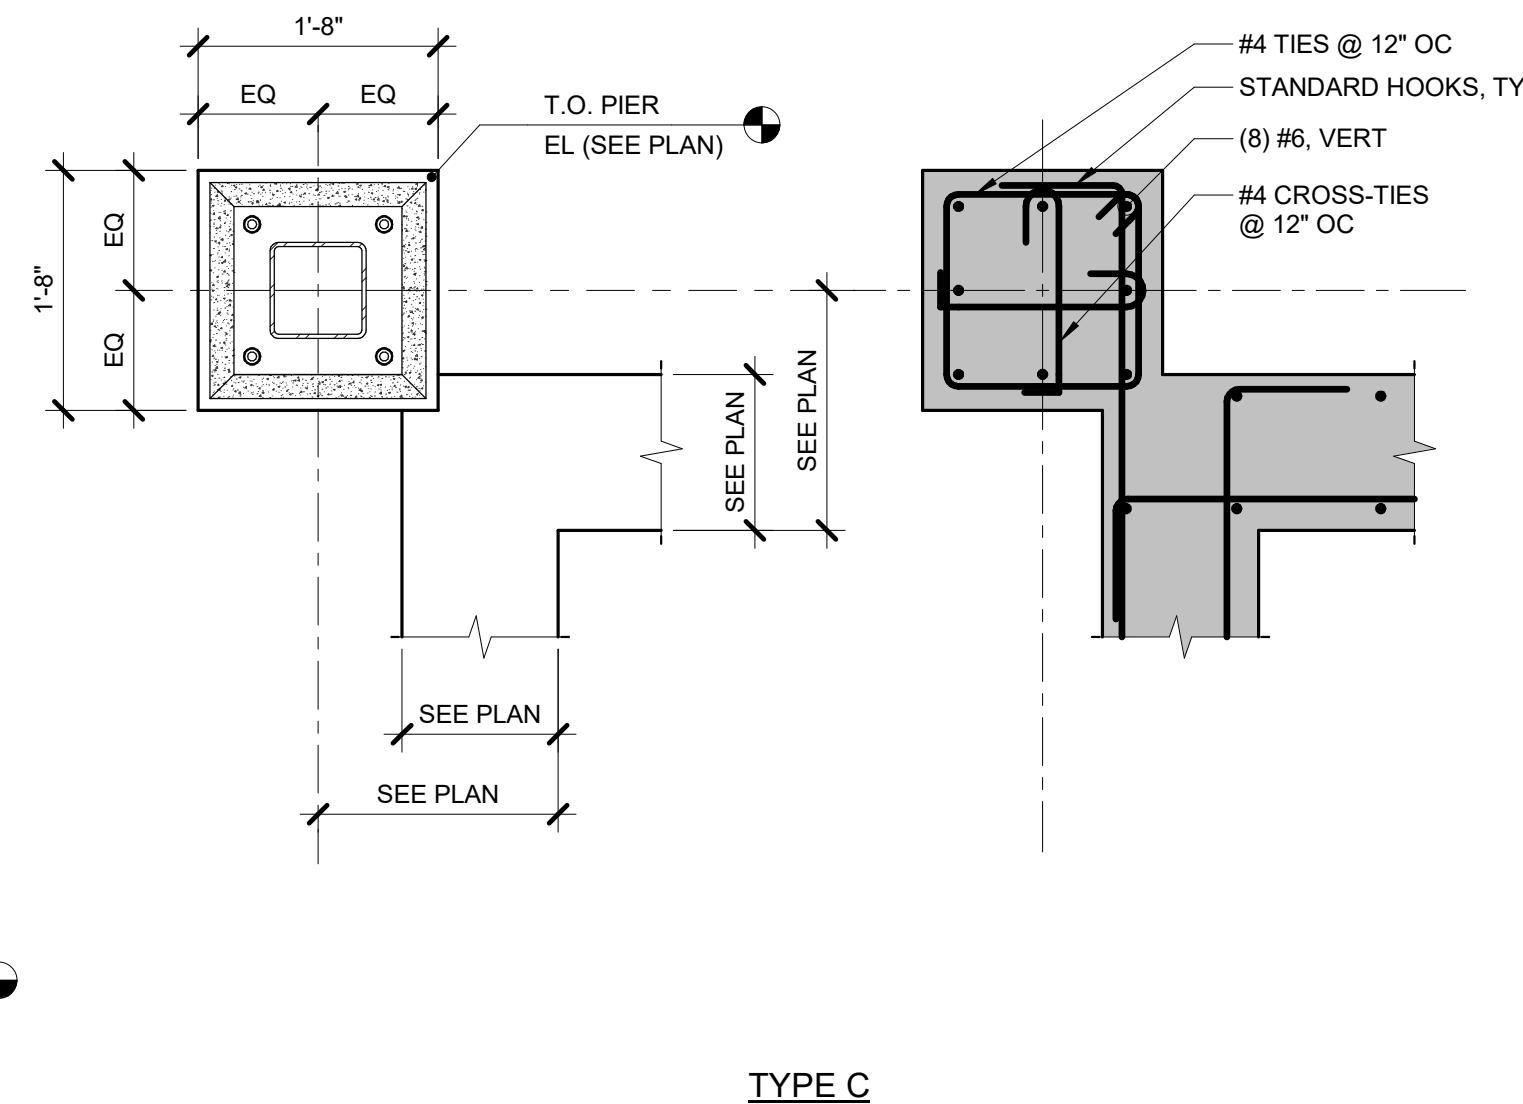 1'-8"
EQ
EQ
T.O. PIER
EL (SEE PLAN)
1'-8"
EQ
EQ
SEE PLAN
SEE PLAN
SEE PLAN
SEE PLAN
#4 TIES @ 12" OC
STANDARD HOOKS, TY
(8) #6, VERT
#4 CROSS-TIES
@ 12" OC
TYPE C